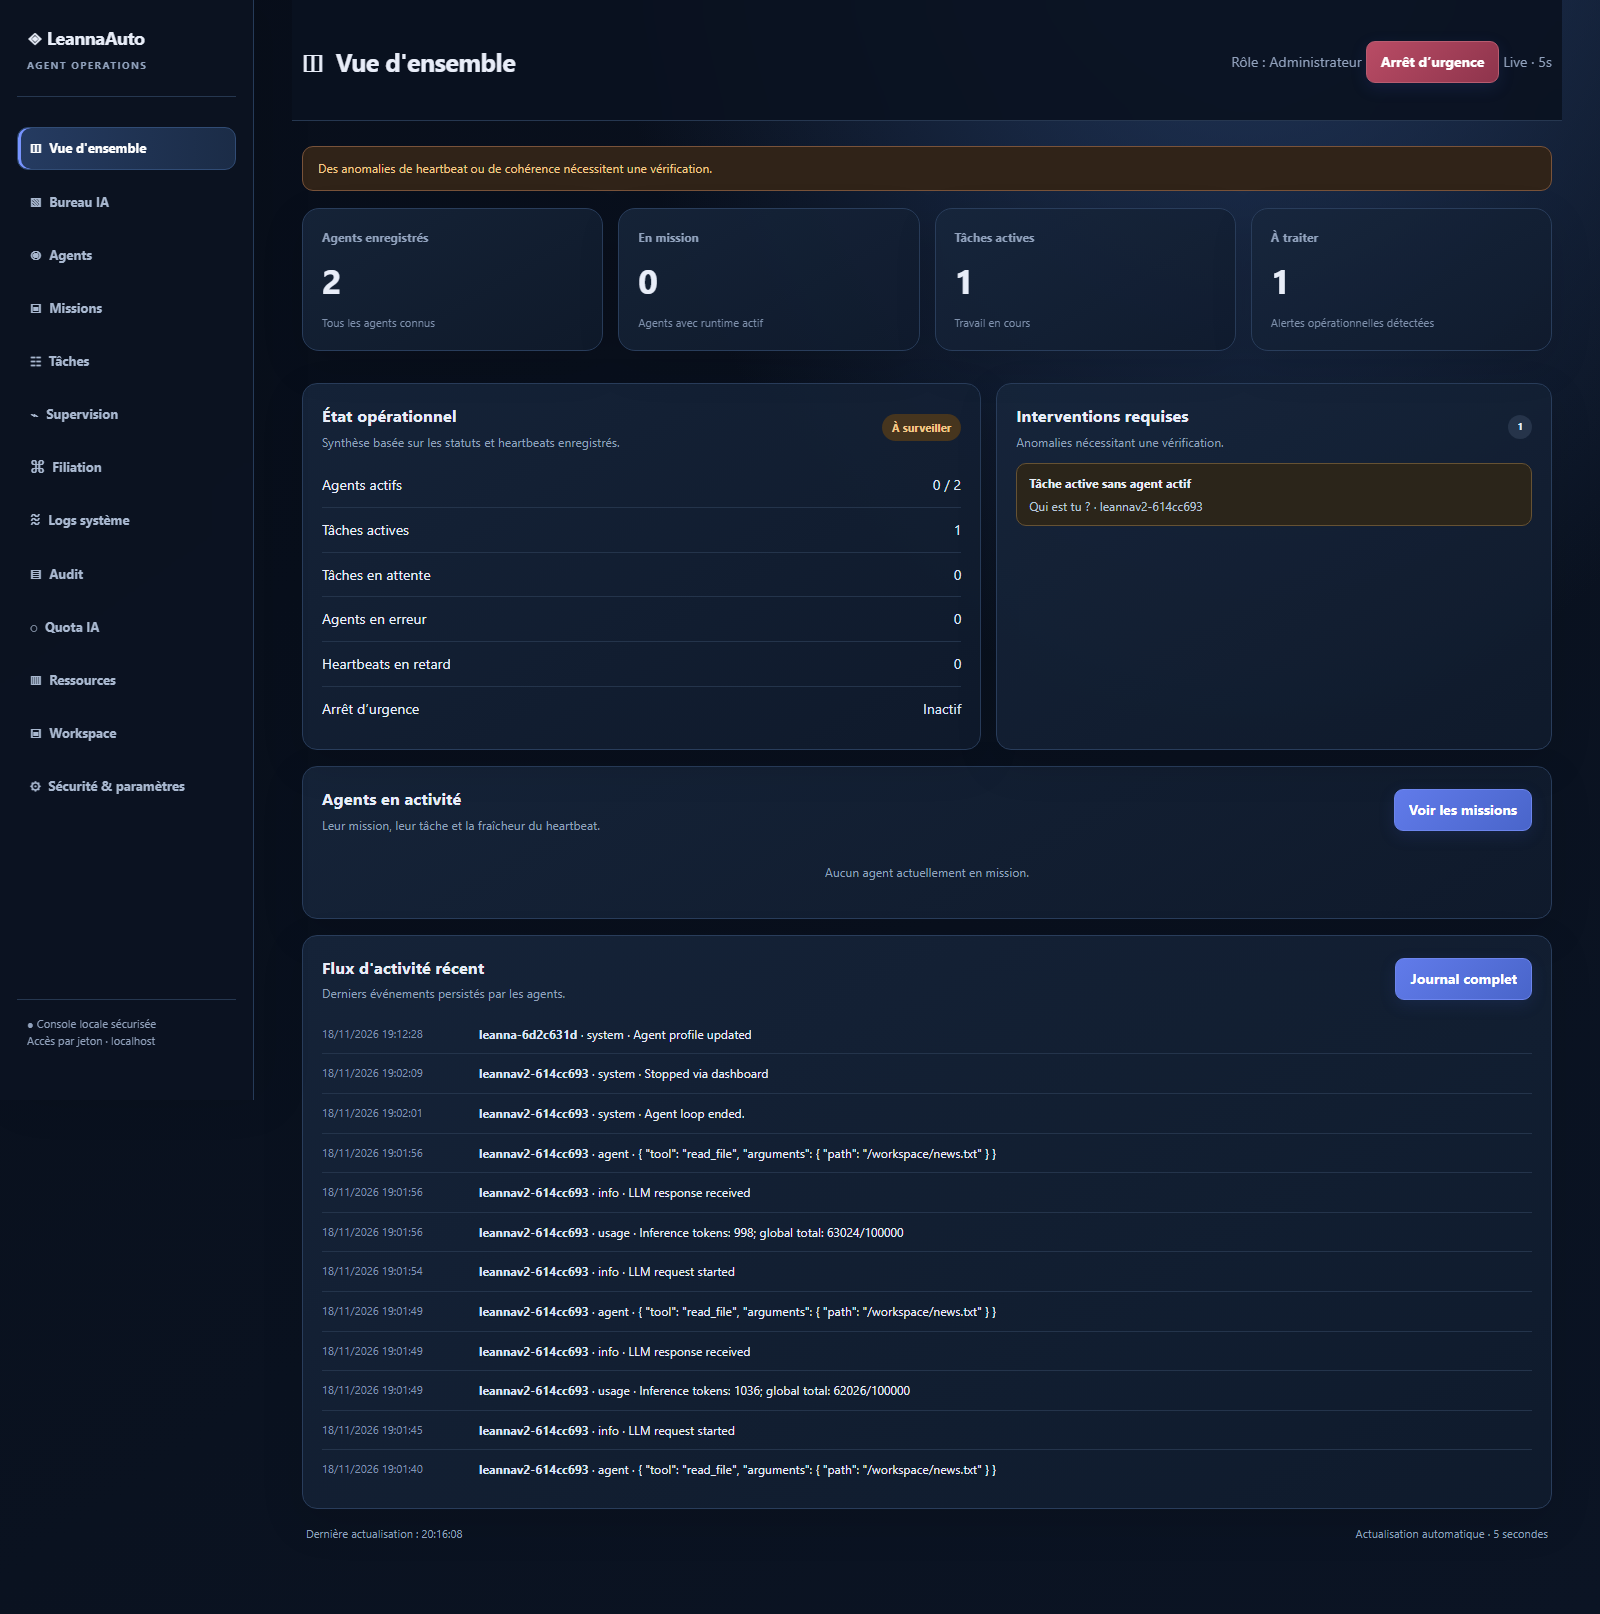 LeannaAuto
AGENT OPERATIONS
Vue d'ensemble
Bureau IA
Agents
Missions
Tâches
Supervision
Filiation
Logs système
Audit
Quota IA
Ressources
Workspace
Sécurité & paramètres
● Console locale sécurisée
Accès par jeton · localhost
Vue d'ensemble
Rôle : Administrateur
Arrêt d’urgence
Live · 5s
Des anomalies de heartbeat ou de cohérence nécessitent une vérification.
Agents enregistrés
2
Tous les agents connus
En mission
0
Agents avec runtime actif
Tâches actives
1
Travail en cours
À traiter
1
Alertes opérationnelles détectées
État opérationnel
Synthèse basée sur les statuts et heartbeats enregistrés.
À surveiller
Agents actifs 0 / 2
Tâches actives 1
Tâches en attente 0
Agents en erreur 0
Heartbeats en retard 0
Arrêt d’urgence Inactif
Interventions requises
Anomalies nécessitant une vérification.
1
Tâche active sans agent actif
Qui est tu ? · leannav2-614cc693
Agents en activité
Leur mission, leur tâche et la fraîcheur du heartbeat.
Voir les missions
Aucun agent actuellement en mission.
Flux d'activité récent
Derniers événements persistés par les agents.
Journal complet
18/11/2026 19:12:28 leanna-6d2c631d · system · Agent profile updated
18/11/2026 19:02:09 leannav2-614cc693 · system · Stopped via dashboard
18/11/2026 19:02:01 leannav2-614cc693 · system · Agent loop ended.
18/11/2026 19:01:56 leannav2-614cc693 · agent · { "tool": "read_file", "arguments": { "path": "/workspace/news.txt" } }
18/11/2026 19:01:56 leannav2-614cc693 · info · LLM response received
18/11/2026 19:01:56 leannav2-614cc693 · usage · Inference tokens: 998; global total: 63024/100000
18/11/2026 19:01:54 leannav2-614cc693 · info · LLM request started
18/11/2026 19:01:49 leannav2-614cc693 · agent · { "tool": "read_file", "arguments": { "path": "/workspace/news.txt" } }
18/11/2026 19:01:49 leannav2-614cc693 · info · LLM response received
18/11/2026 19:01:49 leannav2-614cc693 · usage · Inference tokens: 1036; global total: 62026/100000
18/11/2026 19:01:45 leannav2-614cc693 · info · LLM request started
18/11/2026 19:01:40 leannav2-614cc693 · agent · { "tool": "read_file", "arguments": { "path": "/workspace/news.txt" } }
Dernière actualisation : 20:16:08
Actualisation automatique · 5 secondes